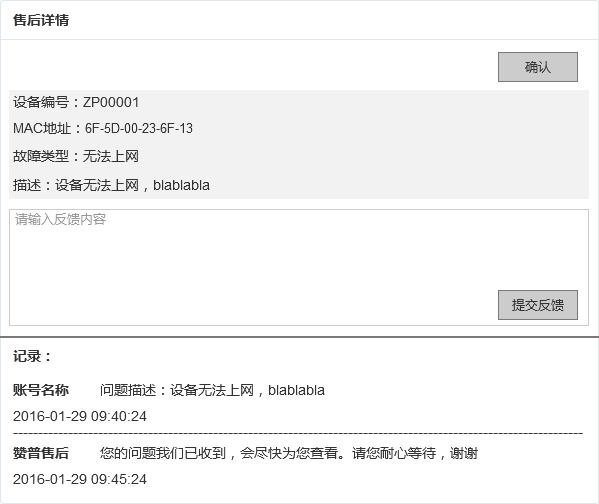 售后详情
确认
设备编号：ZP00001
MAC地址：6F-5D-00-23-6F-13
故障类型：无法上网
描述：设备无法上网，blablabla
请输入反馈内容
提交反馈
记录：
账号名称 问题描述：设备无法上网，blablabla
2016-01-29 09:40:24
赞普售后 您的问题我们已收到，会尽快为您查看。请您耐心等待，谢谢
2016-01-29 09:45:24